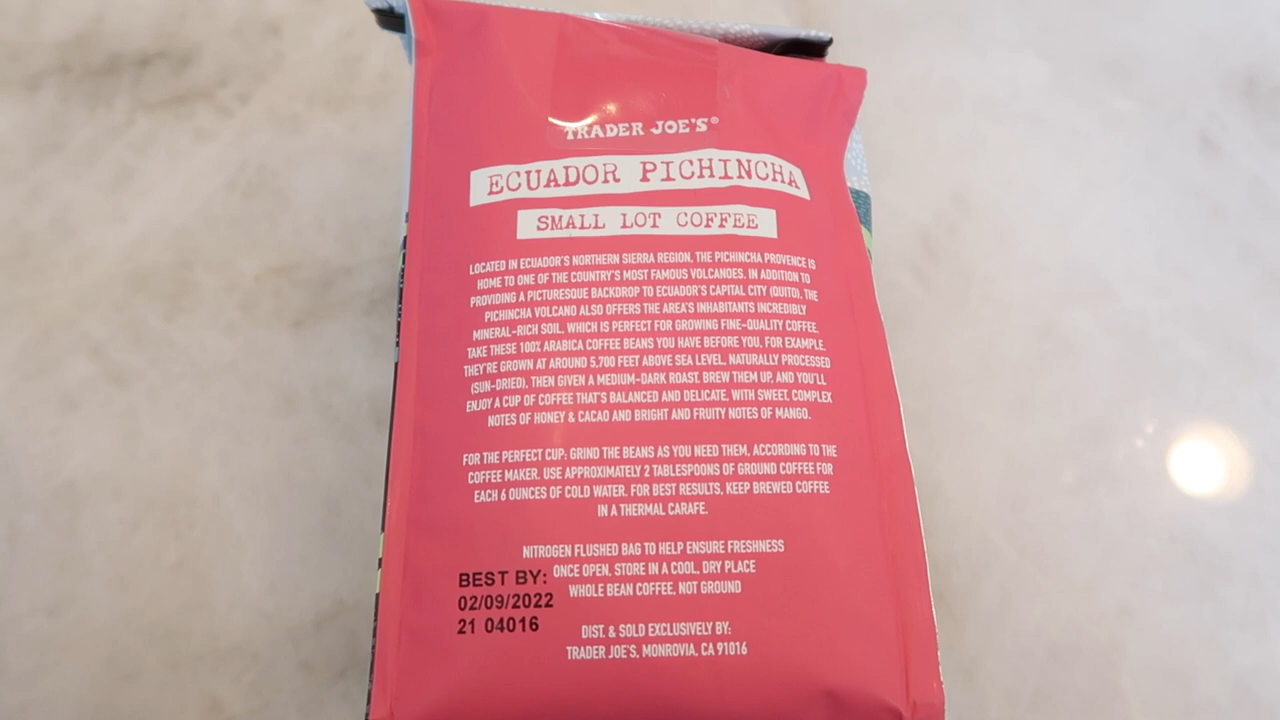 TRADER JOE'S®
ECUADOR PICHINCHA
SMALL LOT COFFEE
LOCATED IN ECUADOR'S NORTHERN SIERRA REGION, THE PICHINCHA PROVENCE IS
HOME TO ONE OF THE COUNTRY'S MOST FAMOUS VOLCANOES. IN ADDITION TO
PROVIDING A PICTURESQUE BACKDROP TO ECUADOR'S CAPITAL CITY (QUITO), THE
PICHINCHA VOLCANO ALSO OFFERS THE AREA'S INHABITANTS INCREDIBLY
MINERAL-RICH SOIL, WHICH IS PERFECT FOR GROWING FINE-QUALITY COFFEE.
TAKE THESE 100% ARABICA COFFEE BEANS YOU HAVE BEFORE YOU, FOR EXAMPLE.
THEY'RE GROWN AT AROUND 5,700 FEET ABOVE SEA LEVEL, NATURALLY PROCESSED
(SUN-DRIED), THEN GIVEN A MEDIUM-DARK ROAST. BREW THEM UP, AND YOU'LL
ENJOY A CUP OF COFFEE THAT'S BALANCED AND DELICATE, WITH SWEET, COMPLEX
NOTES OF HONEY & CACAO AND BRIGHT AND FRUITY NOTES OF MANGO.
FOR THE PERFECT CUP: GRIND THE BEANS AS YOU NEED THEM, ACCORDING TO THE
COFFEE MAKER. USE APPROXIMATELY 2 TABLESPOONS OF GROUND COFFEE FOR
EACH 6 OUNCES OF COLD WATER. FOR BEST RESULTS, KEEP BREWED COFFEE
IN A THERMAL CARAFE.
NITROGEN FLUSHED BAG TO HELP ENSURE FRESHNESS
ONCE OPEN, STORE IN A COOL, DRY PLACE
WHOLE BEAN COFFEE, NOT GROUND
BEST BY:
02/09/2022
21 04016
DIST. & SOLD EXCLUSIVELY BY:
TRADER JOE'S, MONROVIA, CA 91016